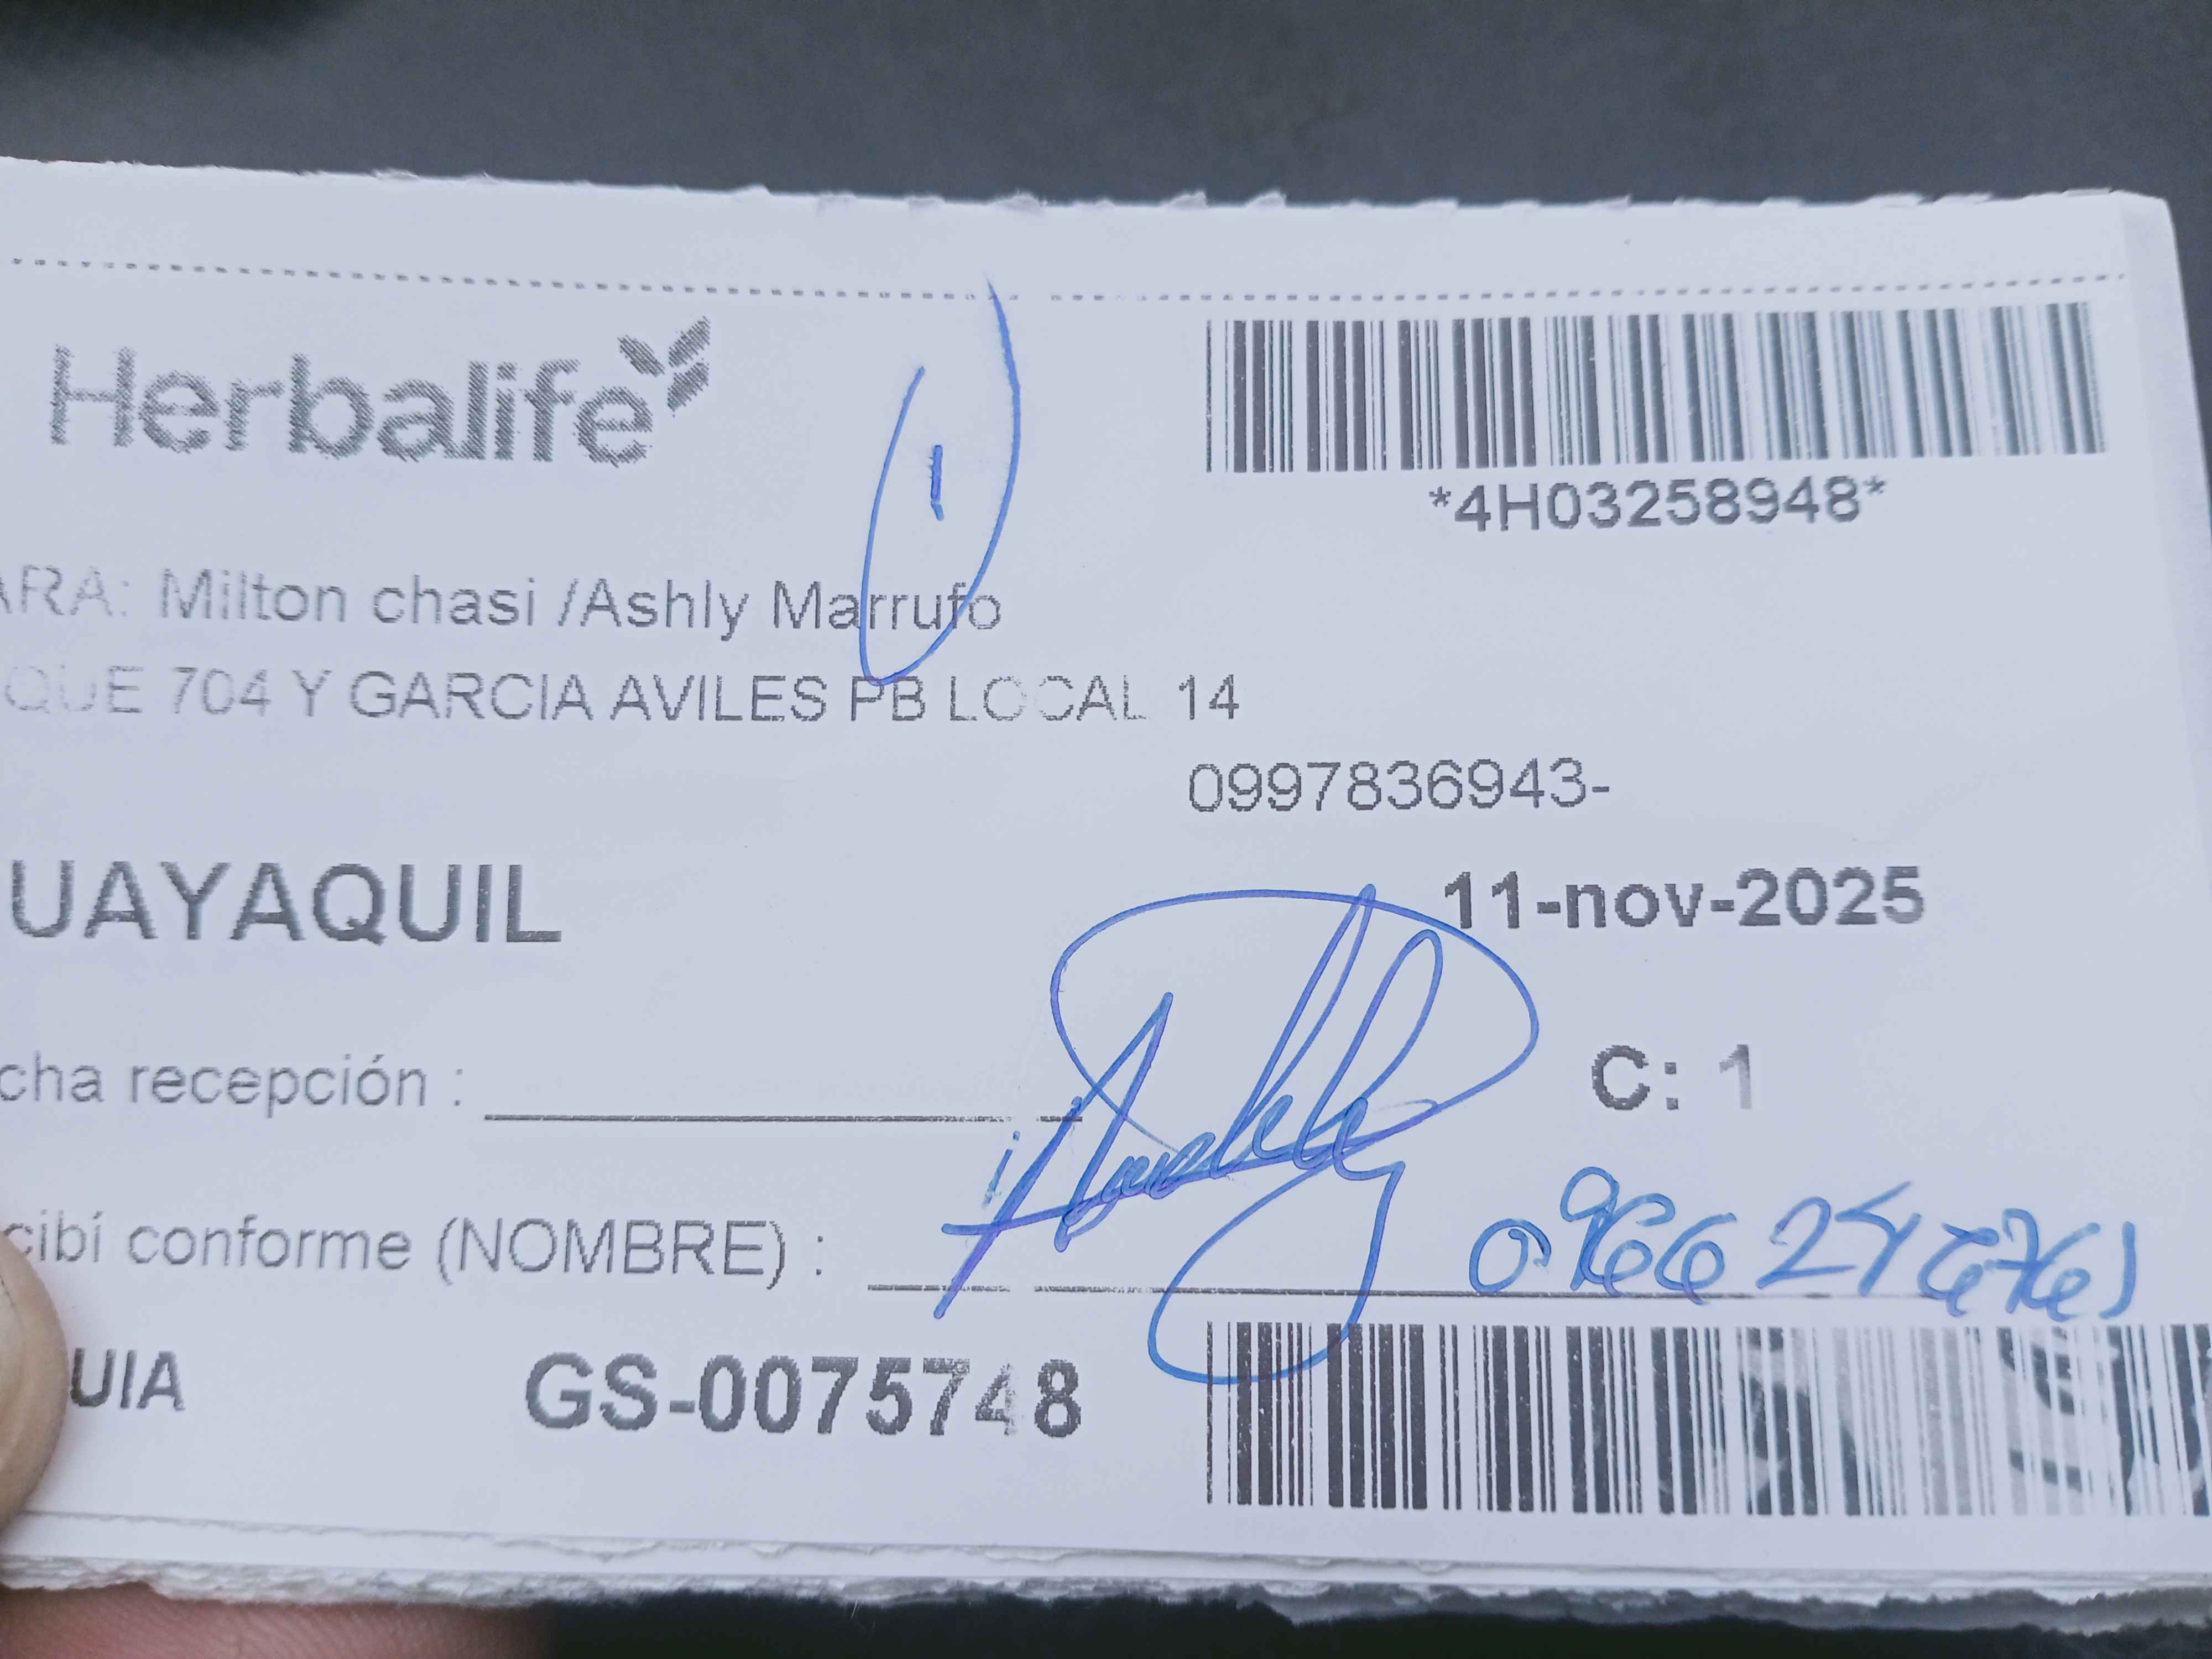 Herbalife
*4H03258948*
ARA: Milton chasi /Ashly Marrufo
QUE 704 Y GARCIA AVILES PB LOCAL 14
0997836943-
UAYAQUIL
11-nov-2025
cha recepción :
C: 1
cibí conforme (NOMBRE) :
UIA
GS-0075748